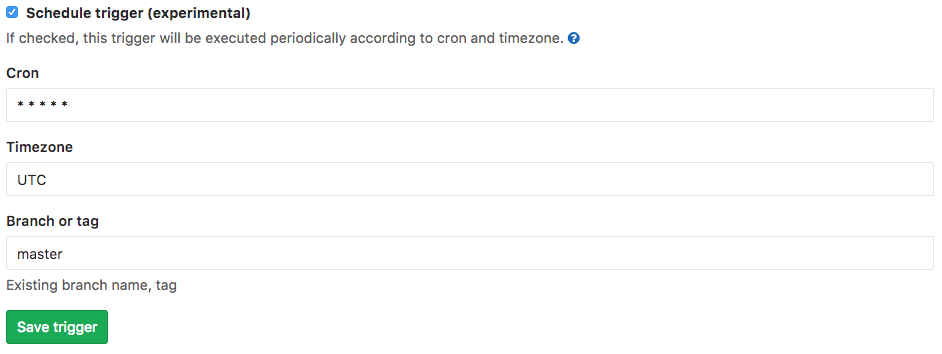 Schedule trigger (experimental)
If checked, this trigger will be executed periodically according to cron and timezone. ?
Cron
* * * * *
Timezone
UTC
Branch or tag
master
Existing branch name, tag
Save trigger